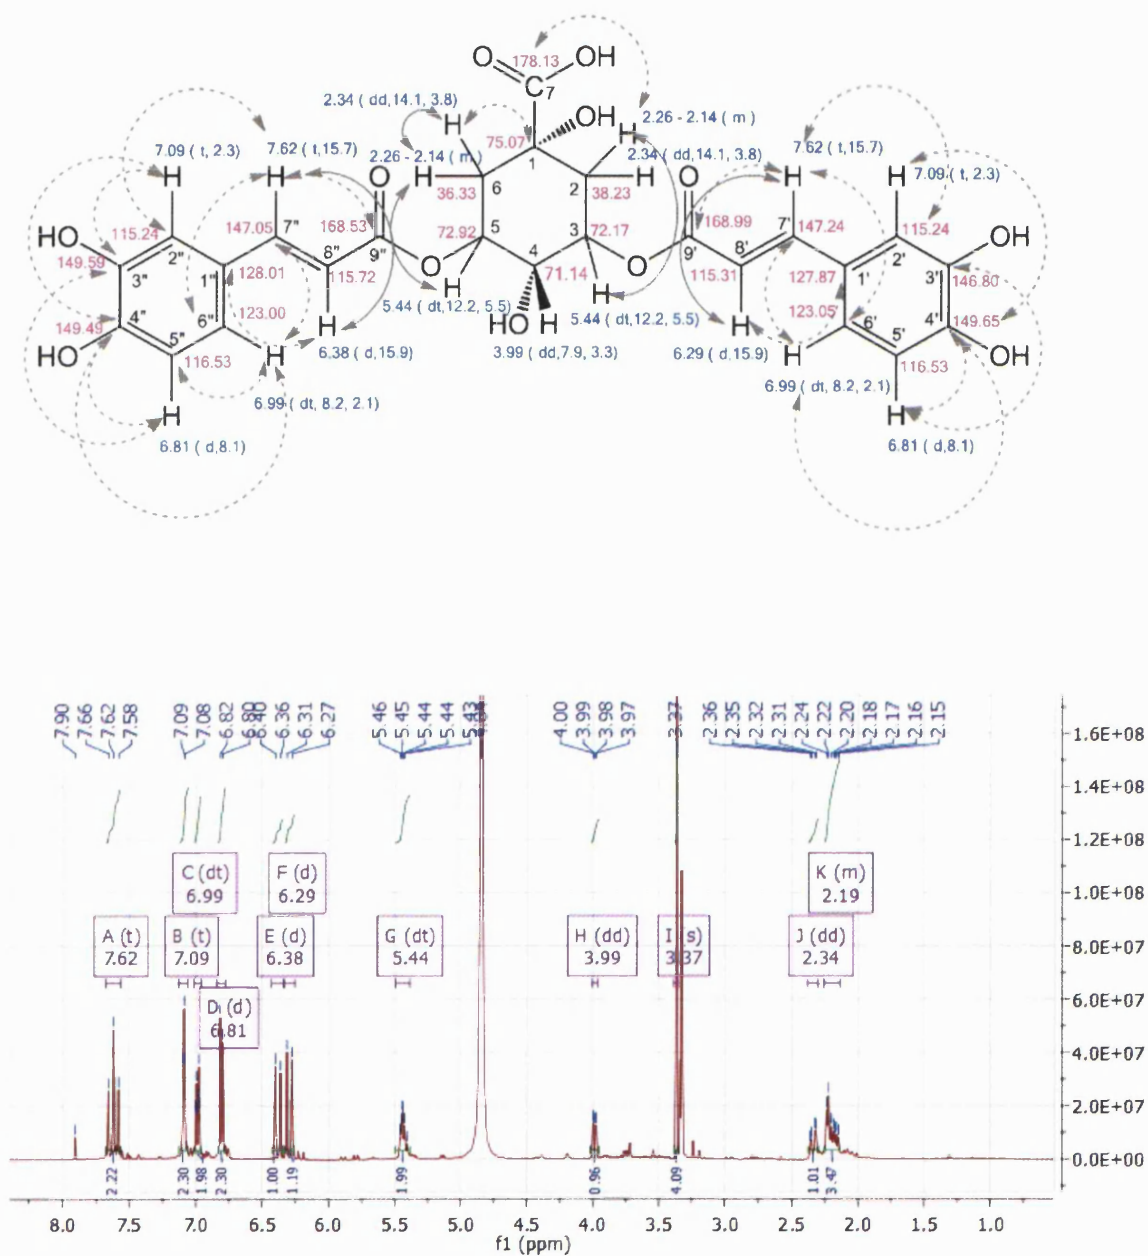 O 178.13 OH
C7
2.34 ( dd,14.1, 3.8)
H
OH H
2.26 - 2.14 ( m )
75.07
1
7.09 ( t, 2.3)
7.62 ( t,15.7)
2.26 - 2.14 ( m )
2.34 ( dd,14.1, 3.8)
7.62 ( t,15.7)
7.09 ( t, 2.3)
H H O H 6 2 H O H H
36.33 38.23
115.24 147.05 7" 168.53 72.92 5 3 72.17 168.99 7' 147.24 115.24
HO 2" 8" 9" 4 9' 8' 2' OH
149.59 3" 1" 128.01 115.72 O 71.14 O 115.31 127.87 1' 3' 146.80
149.49 4" 6" 123.00 H H 123.05 6' 4' 149.65
HO 5" H HO H H 5' OH
116.53 H 5.44 ( dt,12.2, 5.5) 5.44 ( dt,12.2, 5.5) H 116.53
6.38 ( d,15.9) 3.99 (dd,7.9, 3.3) 6.29 ( d,15.9)
H 6.99 ( dt, 8.2, 2.1) 6.99 ( dt, 8.2, 2.1) H
6.81 ( d,8.1) 6.81 ( d,8.1)
7.90 7.66 7.62 7.58 7.09 7.08 6.82 6.80 6.40 6.36 6.31 6.27 5.46 5.45 5.44 5.44 5.43 4.00 3.99 3.98 3.97 3.37 2.36 2.35 2.32 2.31 2.24 2.22 2.20 2.18 2.17 2.16 2.15
1.6E+08
1.4E+08
1.2E+08
C (dt) F (d) K (m)
6.99 6.29 2.19
1.0E+08
A (t) B (t) E (d) G (dt) H (dd) I (s) J (dd)
7.62 7.09 6.38 5.44 3.99 3.37 2.34
8.0E+07
D (d)
6.81
6.0E+07
4.0E+07
2.0E+07
0.0E+00
2.22 2.30 1.98 2.30 1.00 1.19 1.99 0.96 4.09 1.01 3.47
8.0 7.5 7.0 6.5 6.0 5.5 5.0 4.5 4.0 3.5 3.0 2.5 2.0 1.5 1.0
f1 (ppm)